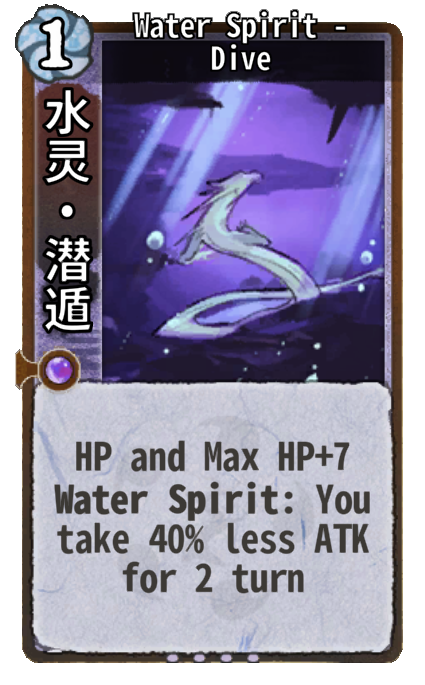 1
Water Spirit -
Dive
水灵·潜遁
HP and Max HP+7
Water Spirit: You
take 40% less ATK
for 2 turn